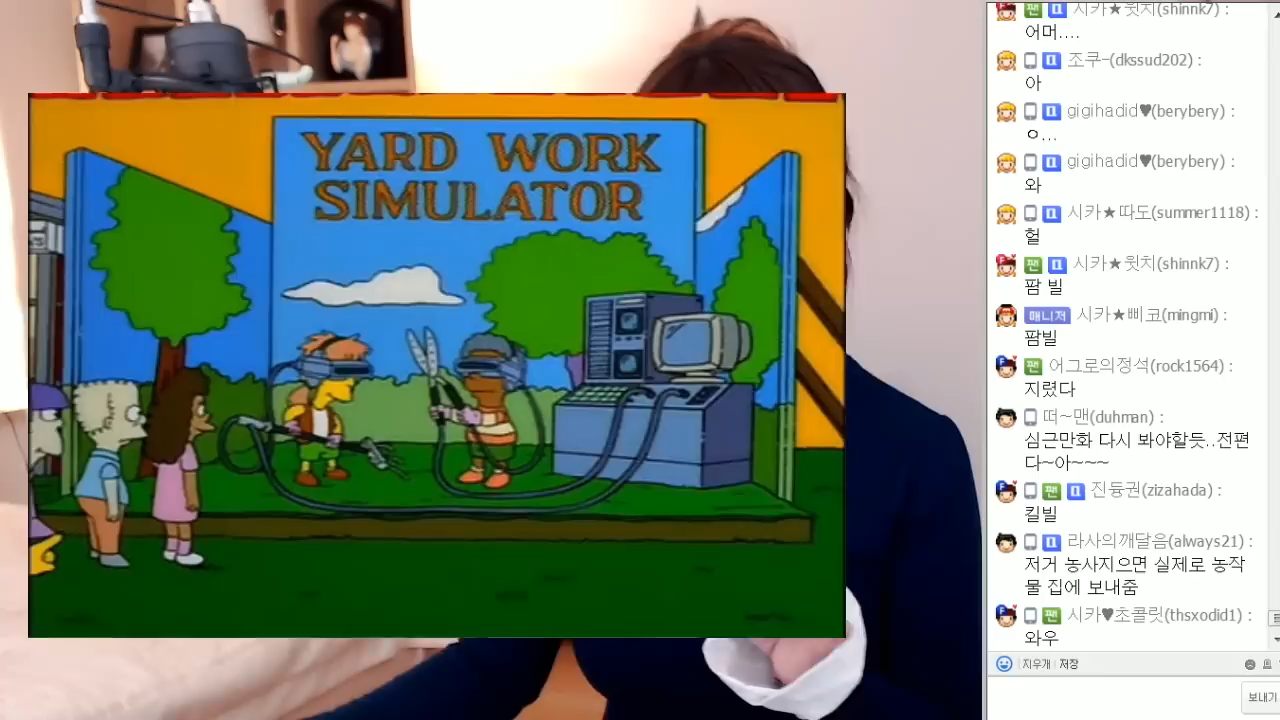 YARD WORK
SIMULATOR
팬 시카★윗치(shinnk7) :
어머....
조쿠-(dkssud202) :
아
gigihadid♥(berybery) :
ㅇ...
gigihadid♥(berybery) :
와
시카★따도(summer1118) :
헐
팬 시카★윗치(shinnk7) :
팜 빌
매니저 시카★삐코(mingmi) :
팜빌
팬 어그로의정석(rock1564) :
지렸다
떠~맨(duhman) :
심근만화 다시 봐야할듯..전편
다~아~~~
팬 진듕권(zizahada) :
킬빌
라사의깨달음(always21) :
저거 농사지으면 실제로 농작
물 집에 보내줌
팬 시카♥초콜릿(thsxodid1) :
와우
지우개 저장
보내기